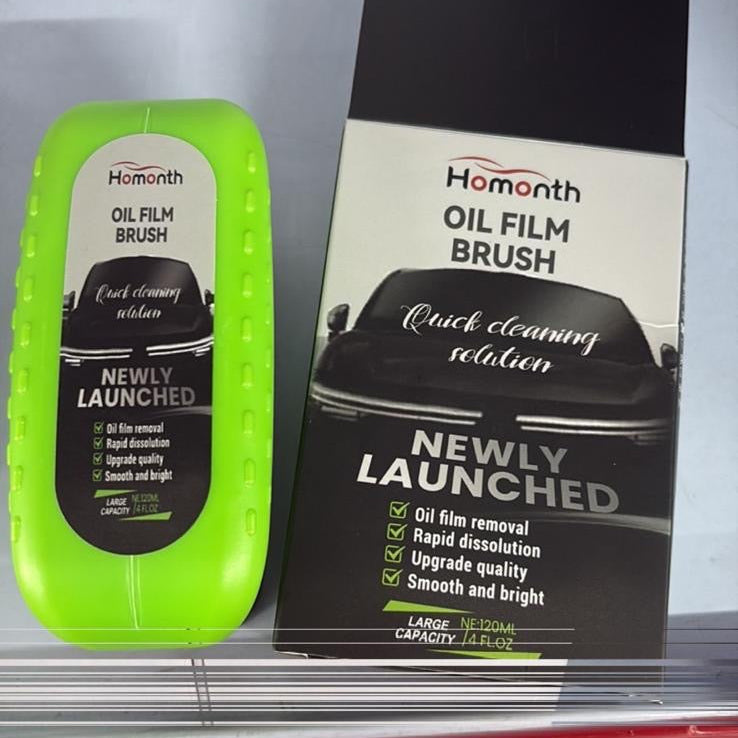 Homonth
OIL FILM
BRUSH
Quick cleaning
solution
NEWLY
LAUNCHED
Oil film removal
Rapid dissolution
Upgrade quality
Smooth and bright
LARGE
CAPACITY
NE:120ML
/4 FL.OZ
Homonth
OIL FILM
BRUSH
Quick cleaning
solution
NEWLY
LAUNCHED
Oil film removal
Rapid dissolution
Upgrade quality
Smooth and bright
LARGE
CAPACITY
NE:120ML
/4 FL.OZ